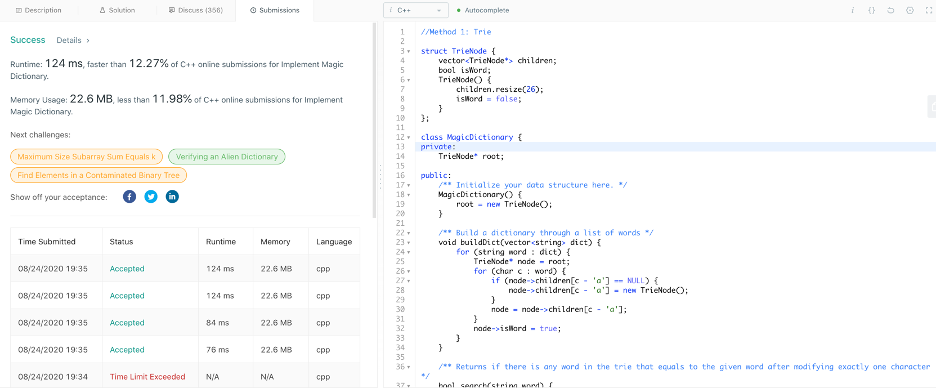 Description Solution Discuss (356) Submissions
Success Details >
Runtime: 124 ms, faster than 12.27% of C++ online submissions for Implement Magic
Dictionary.
Memory Usage: 22.6 MB, less than 11.98% of C++ online submissions for Implement
Magic Dictionary.
Next challenges:
Maximum Size Subarray Sum Equals k Verifying an Alien Dictionary
Find Elements in a Contaminated Binary Tree
Show off your acceptance:
Time Submitted Status Runtime Memory Language
08/24/2020 19:35 Accepted 124 ms 22.6 MB cpp
08/24/2020 19:35 Accepted 124 ms 22.6 MB cpp
08/24/2020 19:35 Accepted 84 ms 22.6 MB cpp
08/24/2020 19:35 Accepted 76 ms 22.6 MB cpp
08/24/2020 19:34 Time Limit Exceeded N/A N/A cpp
i C++ Autocomplete i {}
1 //Method 1: Trie
2
3 struct TrieNode {
4 vector<TrieNode*> children;
5 bool isWord;
6 TrieNode() {
7 children.resize(26);
8 isWord = false;
9 }
10 };
11
12 class MagicDictionary {
13 private:
14 TrieNode* root;
15
16 public:
17 /** Initialize your data structure here. */
18 MagicDictionary() {
19 root = new TrieNode();
20 }
21
22 /** Build a dictionary through a list of words */
23 void buildDict(vector<string> dict) {
24 for (string word : dict) {
25 TrieNode* node = root;
26 for (char c : word) {
27 if (node->children[c - 'a'] == NULL) {
28 node->children[c - 'a'] = new TrieNode();
29 }
30 node = node->children[c - 'a'];
31 }
32 node->isWord = true;
33 }
34 }
35
36 /** Returns if there is any word in the trie that equals to the given word after modifying exactly one character
*/
37 bool search(string word) {